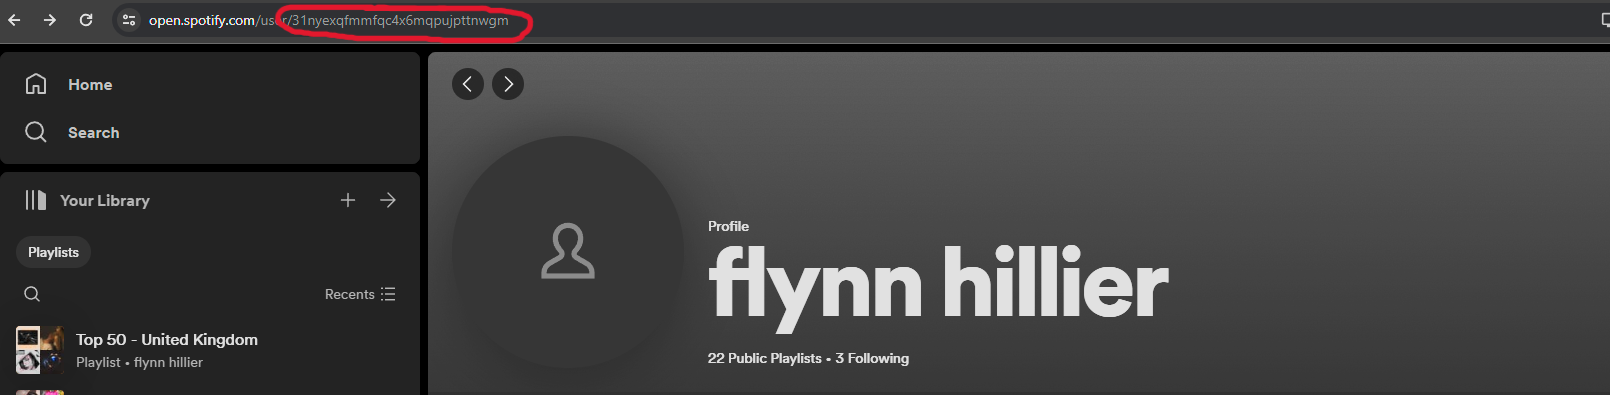 open.spotify.com/user/31nyexqfmmfqc4x6mqpujpttnwgm
Home
Search
Your Library
Playlists
Recents
Top 50 - United Kingdom
Playlist • flynn hillier
Profile
flynn hillier
22 Public Playlists • 3 Following